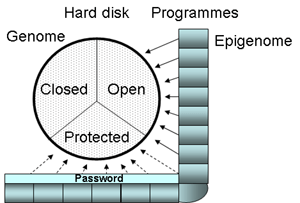 Hard disk Programmes
Genome
Epigenome
Closed Open
Protected
Password